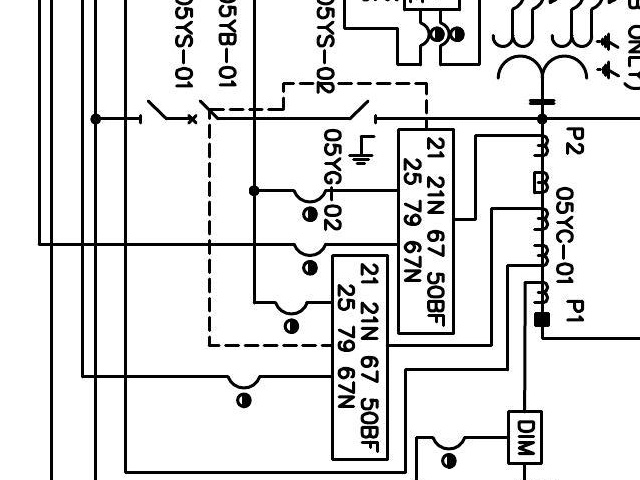 05YS-01
05YB-01
05YS-02
ONLY)
05YG-02
21 21N 67 50BF
25 79 67N
P2
05YC-01
P1
21 21N 67 50BF
25 79 67N
DIM